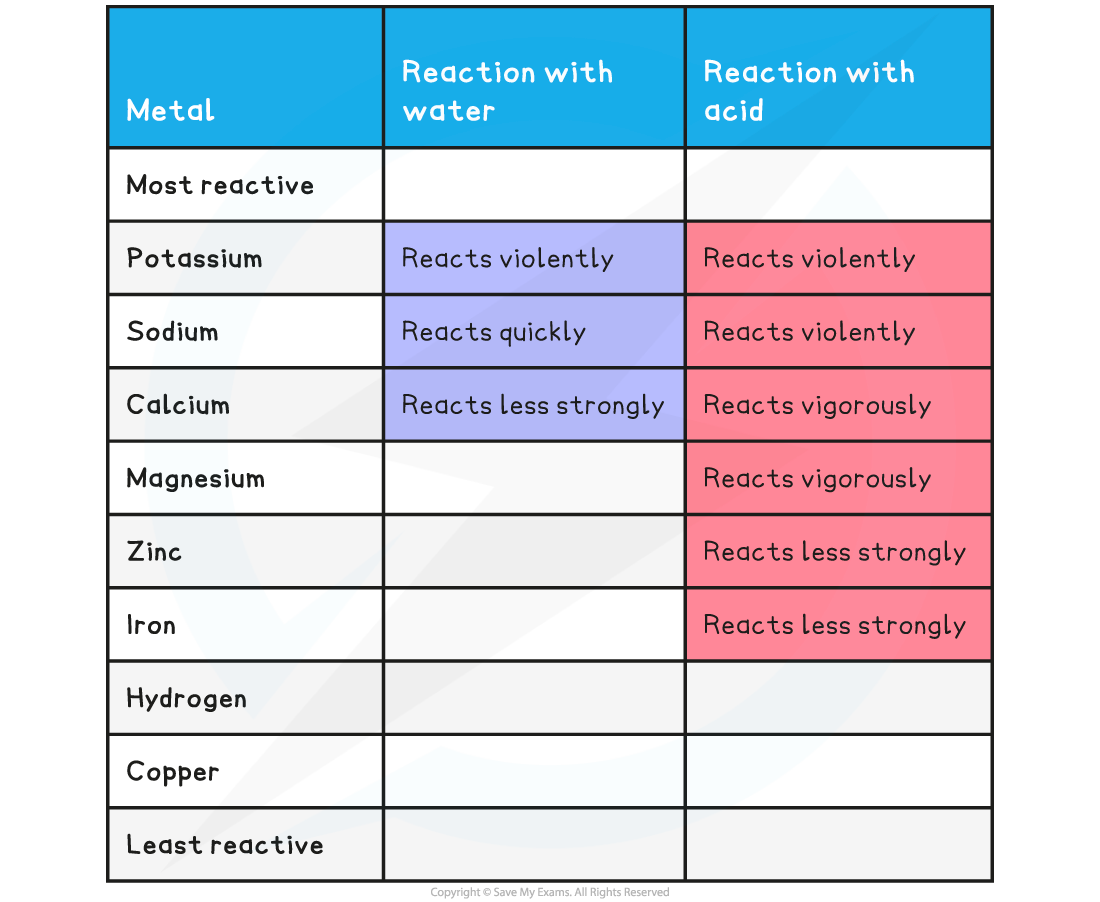 Metal
Reaction with
water
Reaction with
acid
Most reactive
Potassium
Reacts violently
Reacts violently
Sodium
Reacts quickly
Reacts violently
Calcium
Reacts less strongly
Reacts vigorously
Magnesium
Reacts vigorously
Zinc
Reacts less strongly
Iron
Reacts less strongly
Hydrogen
Copper
Least reactive
Copyright © Save My Exams. All Rights Reserved